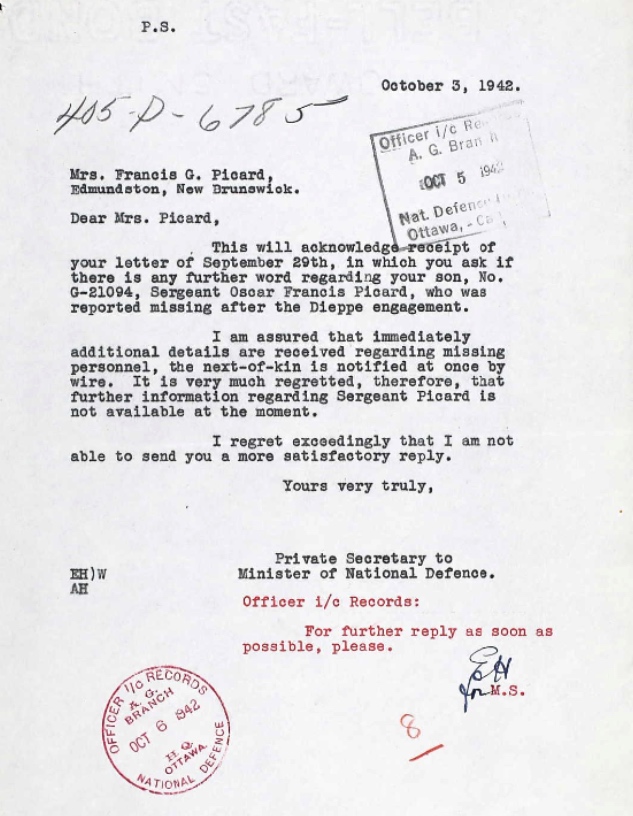 P.S.
October 3, 1942.
405-P-6785
Officer i/c
A. G. Bran h
OCT 5 1942
Nat. Defence
Ottawa, - Ca
Mrs. Francis G. Picard,
Edmundston, New Brunswick.
Dear Mrs. Picard,
This will acknowledge receipt of
your letter of September 29th, in which you ask if
there is any further word regarding your son, No.
G-21094, Sergeant Oscar Francis Picard, who was
reported missing after the Dieppe engagement.
I am assured that immediately
additional details are received regarding missing
personnel, the next-of-kin is notified at once by
wire. It is very much regretted, therefore, that
further information regarding Sergeant Picard is
not available at the moment.
I regret exceedingly that I am not
able to send you a more satisfactory reply.
Yours very truly,
Private Secretary to
Minister of National Defence.
EH)W
AH
Officer i/c Records:
For further reply as soon as
possible, please.
EH
for M.S.
8
OFFICER I/C RECORDS
A. G.
BRANCH
OCT 6 1942
H. Q.
OTTAWA.
NATIONAL DEFENCE